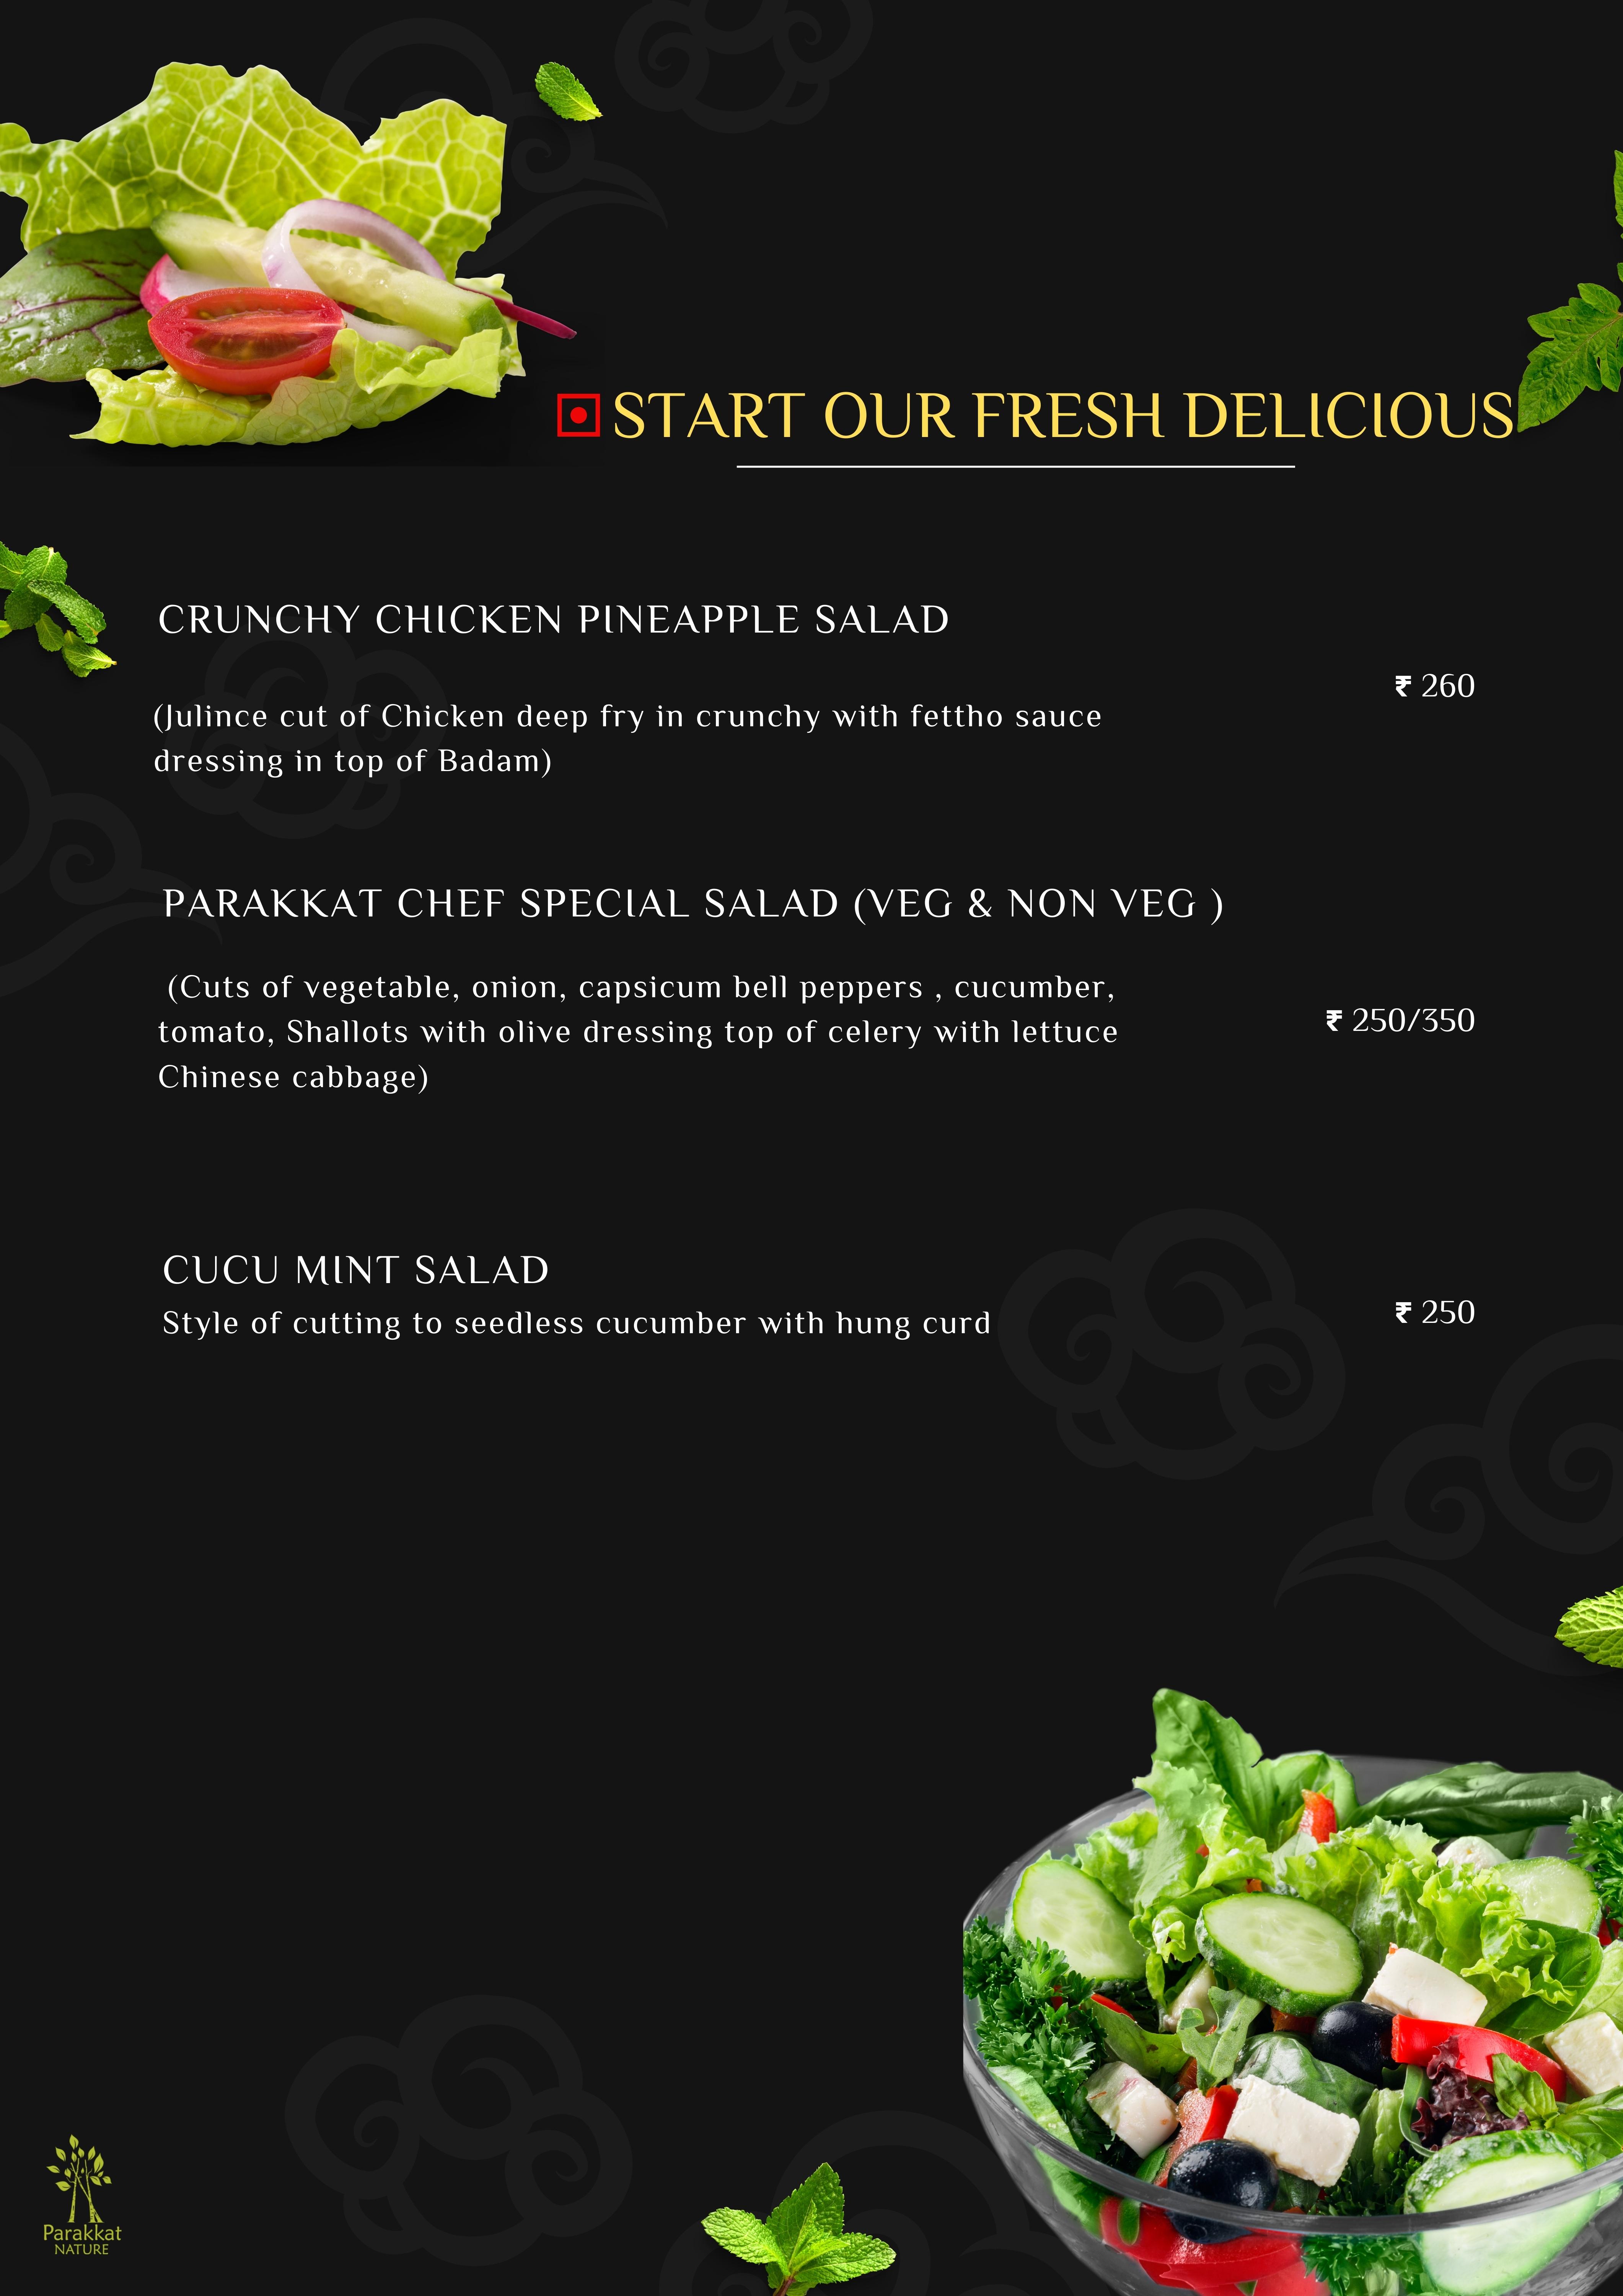 START OUR FRESH DELICIOUS
CRUNCHY CHICKEN PINEAPPLE SALAD
₹ 260
(Julince cut of Chicken deep fry in crunchy with fettho sauce
dressing in top of Badam)
PARAKKAT CHEF SPECIAL SALAD (VEG & NON VEG )
(Cuts of vegetable, onion, capsicum bell peppers , cucumber,
tomato, Shallots with olive dressing top of celery with lettuce
Chinese cabbage)
₹ 250/350
CUCU MINT SALAD
Style of cutting to seedless cucumber with hung curd
₹ 250
Parakkat
NATURE